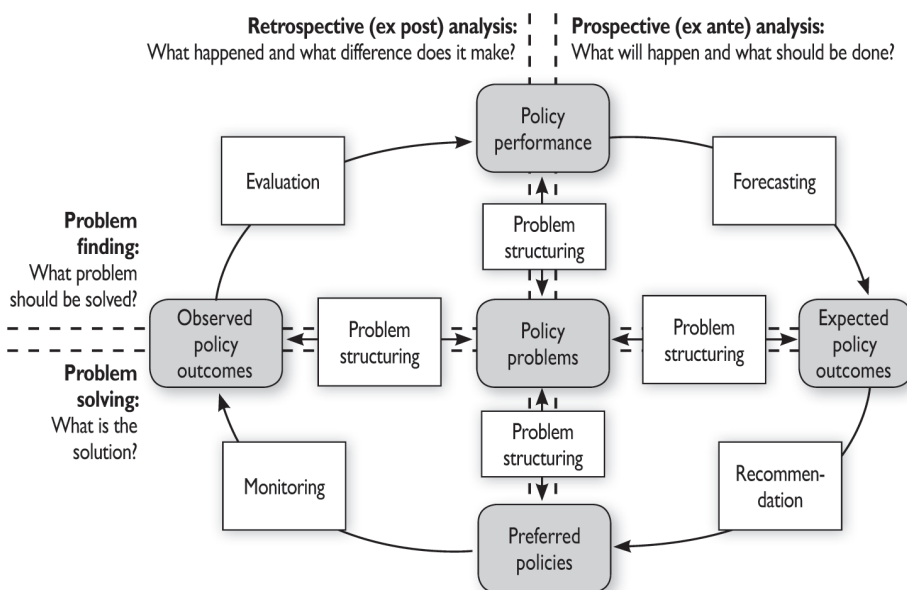 Retrospective (ex post) analysis:
What happened and what difference does it make?
Prospective (ex ante) analysis:
What will happen and what should be done?
Policy
performance
Evaluation
Forecasting
Problem
structuring
Problem
finding:
What problem
should be solved?
Observed
policy
outcomes
Problem
structuring
Policy
problems
Problem
structuring
Expected
policy
outcomes
Problem
solving:
What is the
solution?
Problem
structuring
Monitoring
Recommen-
dation
Preferred
policies